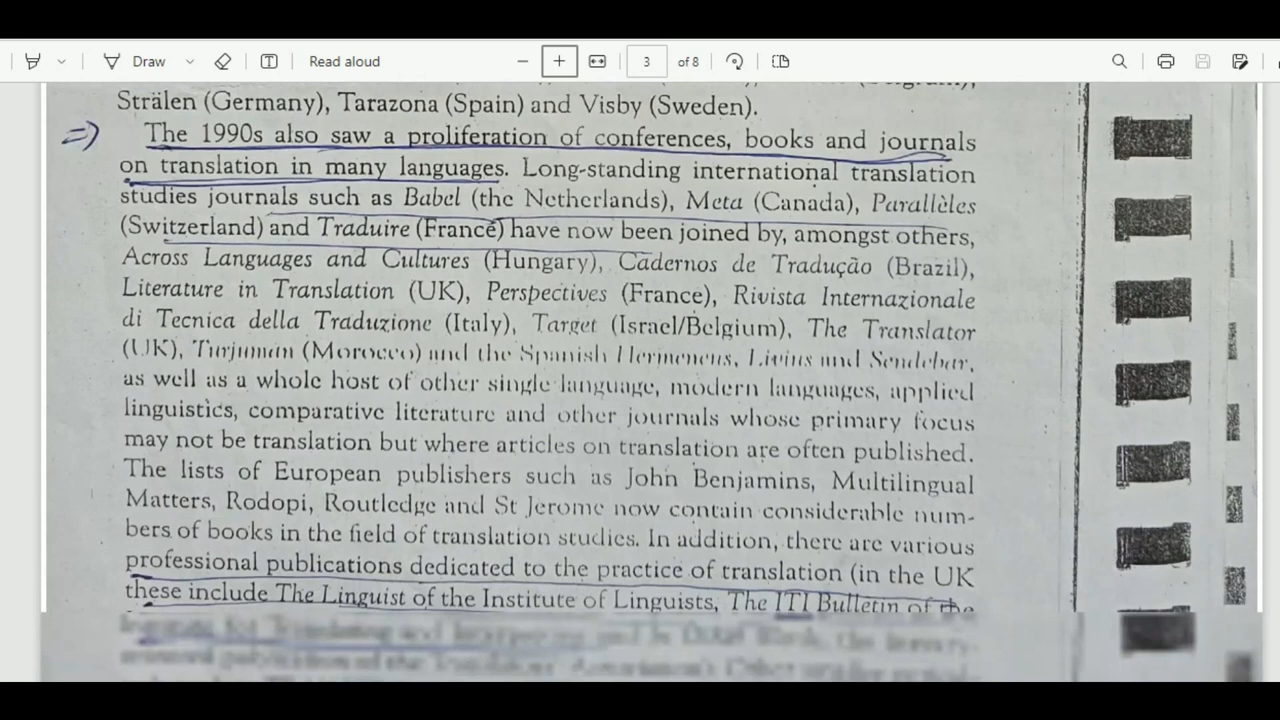 Draw
Read aloud
3
of 8
Strälen (Germany), Tarazona (Spain) and Visby (Sweden).
The 1990s also saw a proliferation of conferences, books and journals
on translation in many languages. Long-standing international translation
studies journals such as Babel (the Netherlands), Meta (Canada), Parallèles
(Switzerland) and Traduire (France) have now been joined by, amongst others,
Across Languages and Cultures (Hungary), Cadernos de Tradução (Brazil),
Literature in Translation (UK), Perspectives (France), Rivista Internazionale
di Tecnica della Traduzione (Italy), Target (Israel/Belgium), The Translator
(UK), Turjuman (Morocco) and the Spanish Hermeneus, Livius and Sendebar,
as well as a whole host of other single language, modern languages, applied
linguistics, comparative literature and other journals whose primary focus
may not be translation but where articles on translation are often published.
The lists of European publishers such as John Benjamins, Multilingual
Matters, Rodopi, Routledge and St Jerome now contain considerable num-
bers of books in the field of translation studies. In addition, there are various
professional publications dedicated to the practice of translation (in the UK
these include The Linguist of the Institute of Linguists, The ITI Bulletin of the